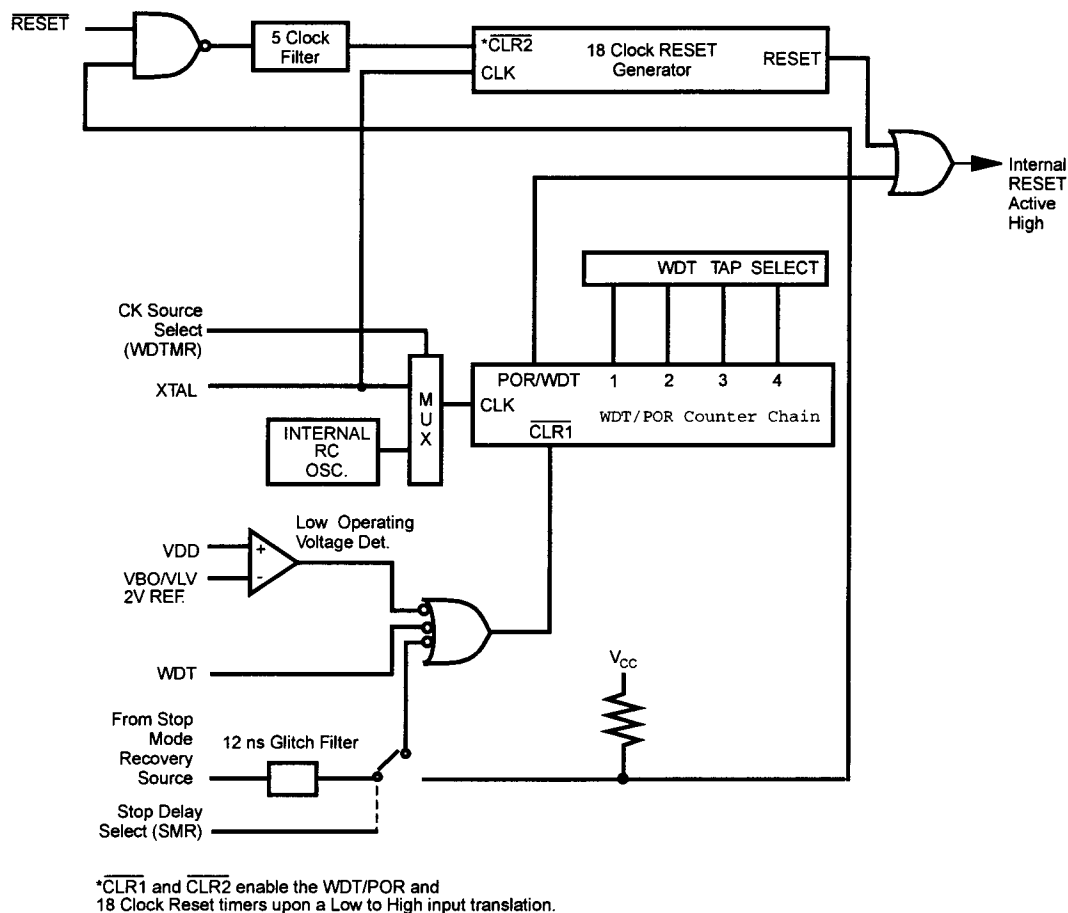 RESET
5 Clock
Filter
*CLR2
CLK
18 Clock RESET
Generator
RESET
Internal
RESET
Active
High
WDT TAP SELECT
CK Source
Select
(WDTMR)
XTAL
MUX
INTERNAL
RC
OSC.
POR/WDT 1 2 3 4
CLK
WDT/POR Counter Chain
CLR1
Low Operating
Voltage Det.
VDD
+
VBO/VLV
2V REF.
-
WDT
VCC
From Stop
Mode
Recovery
Source
12 ns Glitch Filter
Stop Delay
Select (SMR)
*CLR1 and CLR2 enable the WDT/POR and
18 Clock Reset timers upon a Low to High input translation.